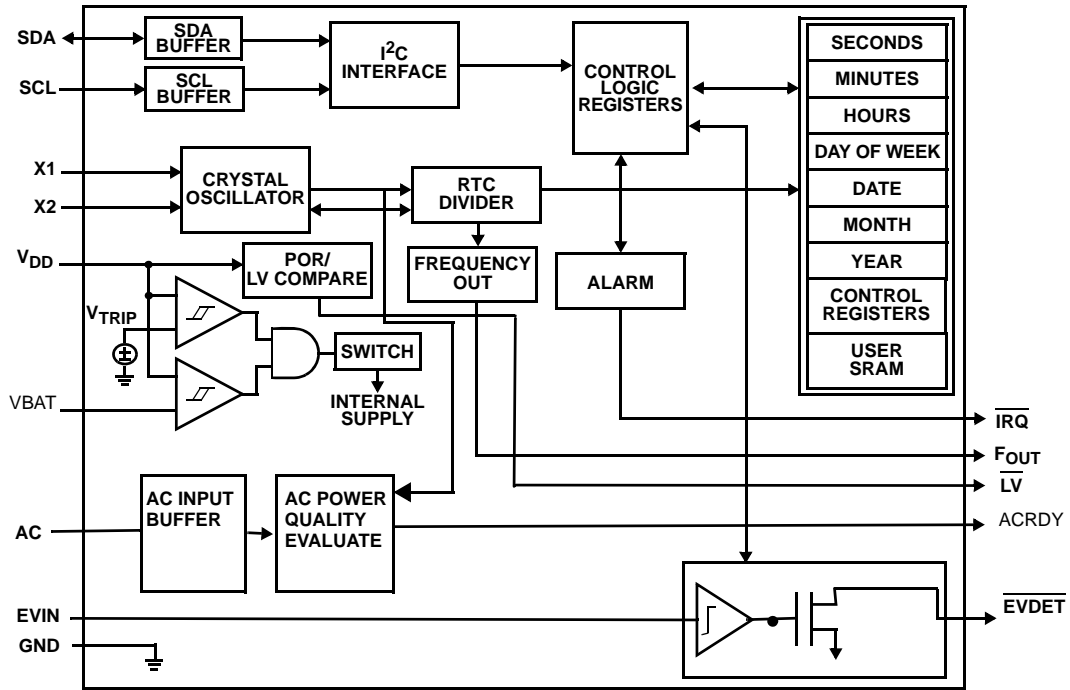 SDA
SDA
BUFFER
SCL
SCL
BUFFER
I²C
INTERFACE
CONTROL
LOGIC
REGISTERS
SECONDS
MINUTES
HOURS
DAY OF WEEK
DATE
MONTH
YEAR
CONTROL
REGISTERS
USER
SRAM
X1
X2
CRYSTAL
OSCILLATOR
RTC
DIVIDER
FREQUENCY
OUT
ALARM
VDD
POR/
LV COMPARE
VTRIP
SWITCH
INTERNAL
SUPPLY
VBAT
IRQ
FOUT
LV
AC
AC INPUT
BUFFER
AC POWER
QUALITY
EVALUATE
ACRDY
EVIN
EVDET
GND